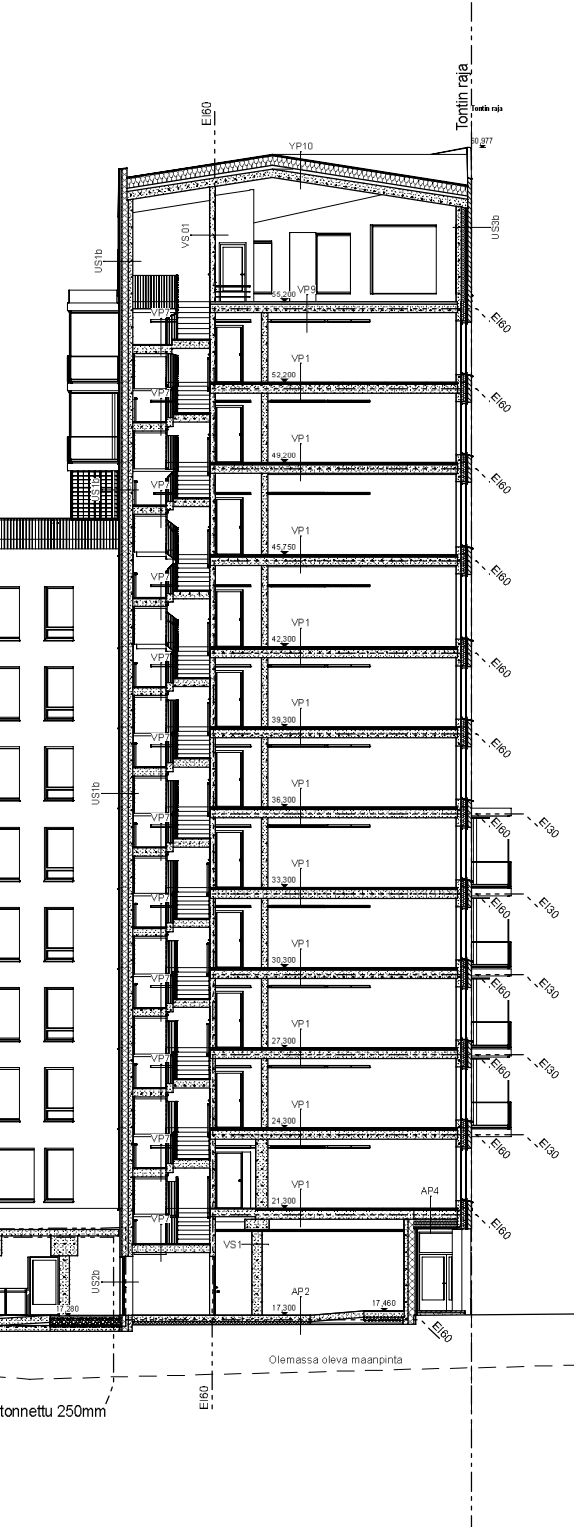 Tontin raja
Tontin raja
EI60
60,977
YP10
VS 01
US3b
US1b
VP9
55,200
VP7
EI60
VP1
52,200
VP7
EI60
VP1
49,200
US1b
VP7
EI60
VP1
45,750
VP7
EI60
VP1
42,300
VP7
EI60
VP1
39,300
VP7
EI60
VP1
US1b
36,300
EI60
EI30
VP1
33,300
VP7
EI60
EI30
VP1
30,300
VP7
EI60
EI30
VP1
27,300
VP7
EI60
EI30
VP1
24,300
VP7
EI60
EI30
VP1
AP4
21,300
VP7
EI60
VS1
US2b
AP2
17,280
17,300
17,460
EI60
Olemassa oleva maanpinta
EI60
tonnettu 250mm